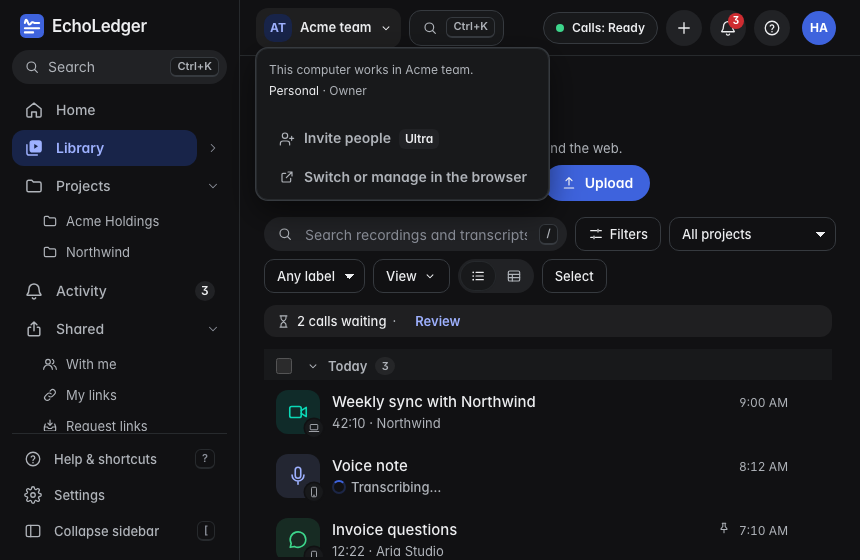 EchoLedger
Search Ctrl+K
Home
Library
Projects
Acme Holdings
Northwind
Activity 3
Shared
With me
My links
Request links
Help & shortcuts ?
Settings
Collapse sidebar [
AT Acme team Ctrl+K Calls: Ready 3 HA
This computer works in Acme team.
Personal · Owner
Invite people Ultra
Switch or manage in the browser
nd the web.
Upload
Search recordings and transcripts / Filters All projects
Any label View Select
2 calls waiting · Review
Today 3
Weekly sync with Northwind 9:00 AM
42:10 · Northwind
Voice note 8:12 AM
Transcribing...
Invoice questions 7:10 AM
12:22 · Aria Studio